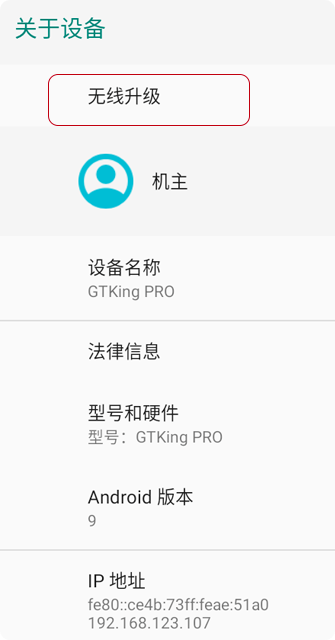 关于设备
无线升级
机主
设备名称
GTKing PRO
法律信息
型号和硬件
型号：GTKing PRO
Android 版本
9
IP 地址
fe80::ce4b:73ff:feae:51a0
192.168.123.107